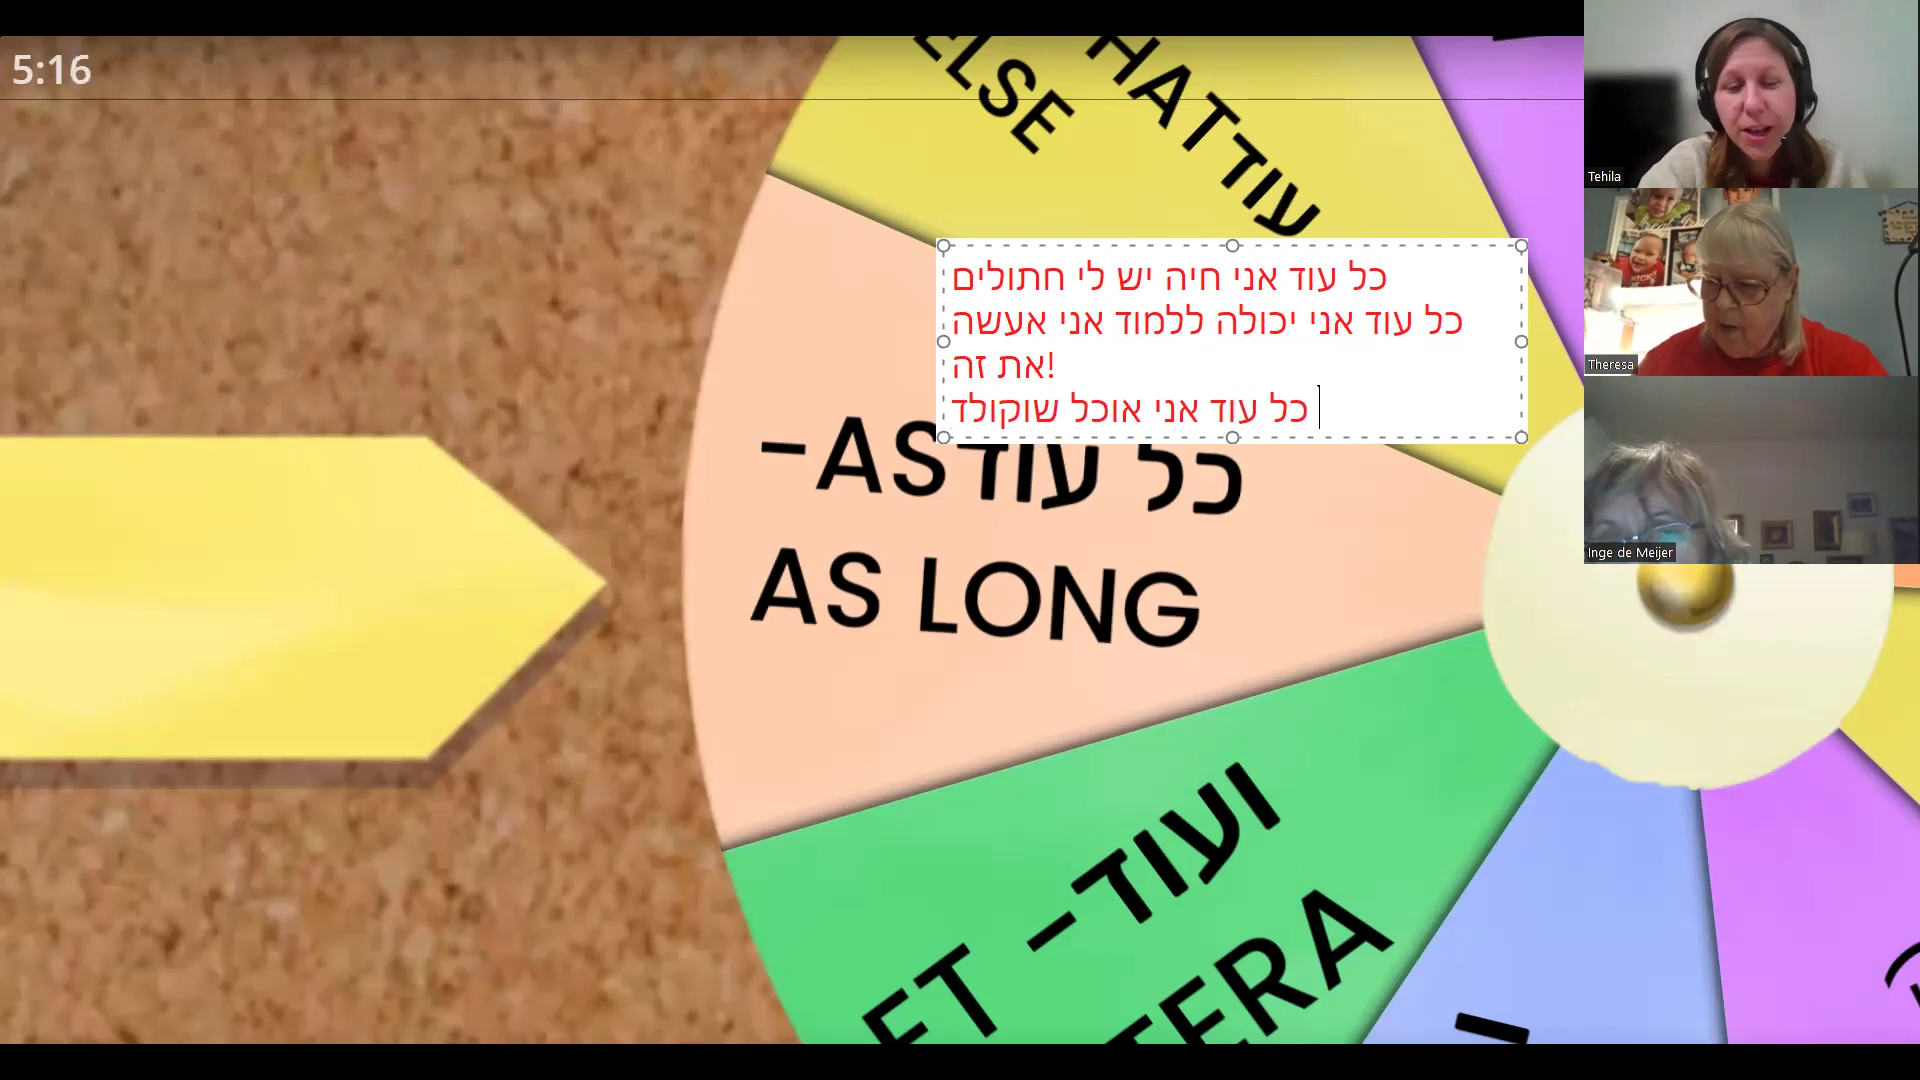 5:16
ELSE
HAT
עוד
כל עוד אני חיה יש לי חתולים
כל עוד אני יכולה ללמוד אני אעשה
את זה!
כל עוד אני אוכל שוקולד
כל עוד -AS
AS LONG
ועוד -
ET
TERA
Tehila
Theresa
Inge de Meijer